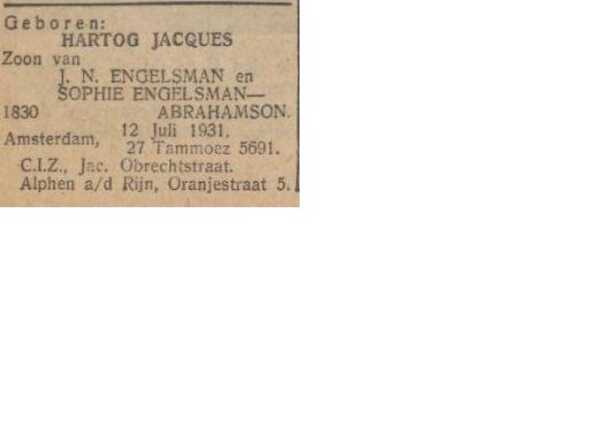 Geboren:
HARTOG JACQUES
Zoon van
J. N. ENGELSMAN en
SOPHIE ENGELSMAN—
1830 ABRAHAMSON.
12 Juli 1931.
Amsterdam,
27 Tammoez 5691.
C.I.Z., Jac. Obrechtstraat.
Alphen a/d Rijn, Oranjestraat 5.